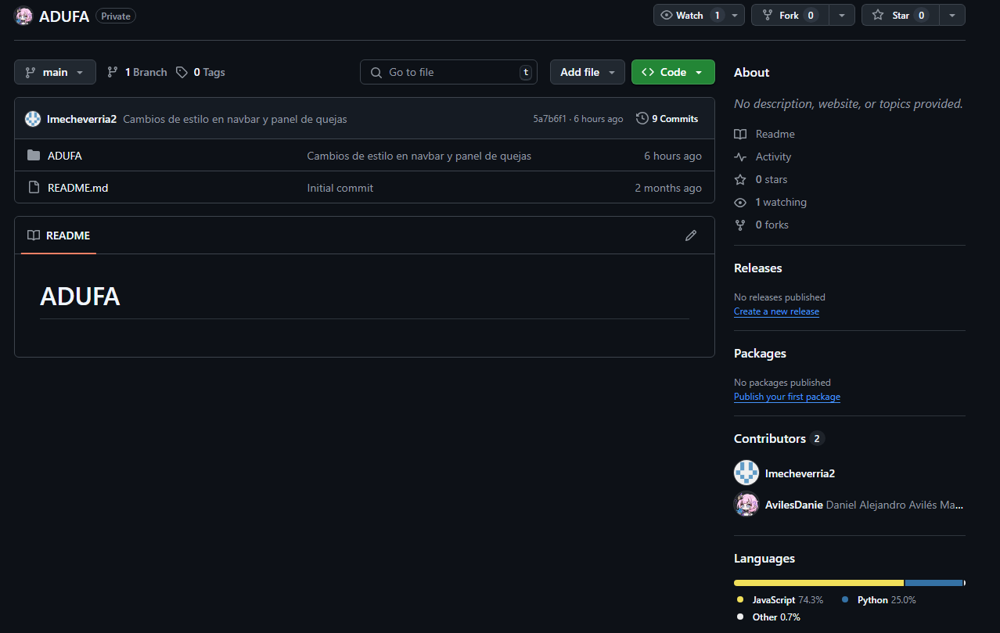 ADUFA Private Watch 1 Fork 0 Star 0
main 1 Branch 0 Tags Go to file t Add file Code
lmecheverria2 Cambios de estilo en navbar y panel de quejas 5a7b6f1 · 6 hours ago 9 Commits
ADUFA Cambios de estilo en navbar y panel de quejas 6 hours ago
README.md Initial commit 2 months ago
README
ADUFA
About
No description, website, or topics provided.
Readme
Activity
0 stars
1 watching
0 forks
Releases
No releases published
Create a new release
Packages
No packages published
Publish your first package
Contributors 2
lmecheverria2
AvilesDanie Daniel Alejandro Avilés Ma...
Languages
JavaScript 74.3% Python 25.0%
Other 0.7%